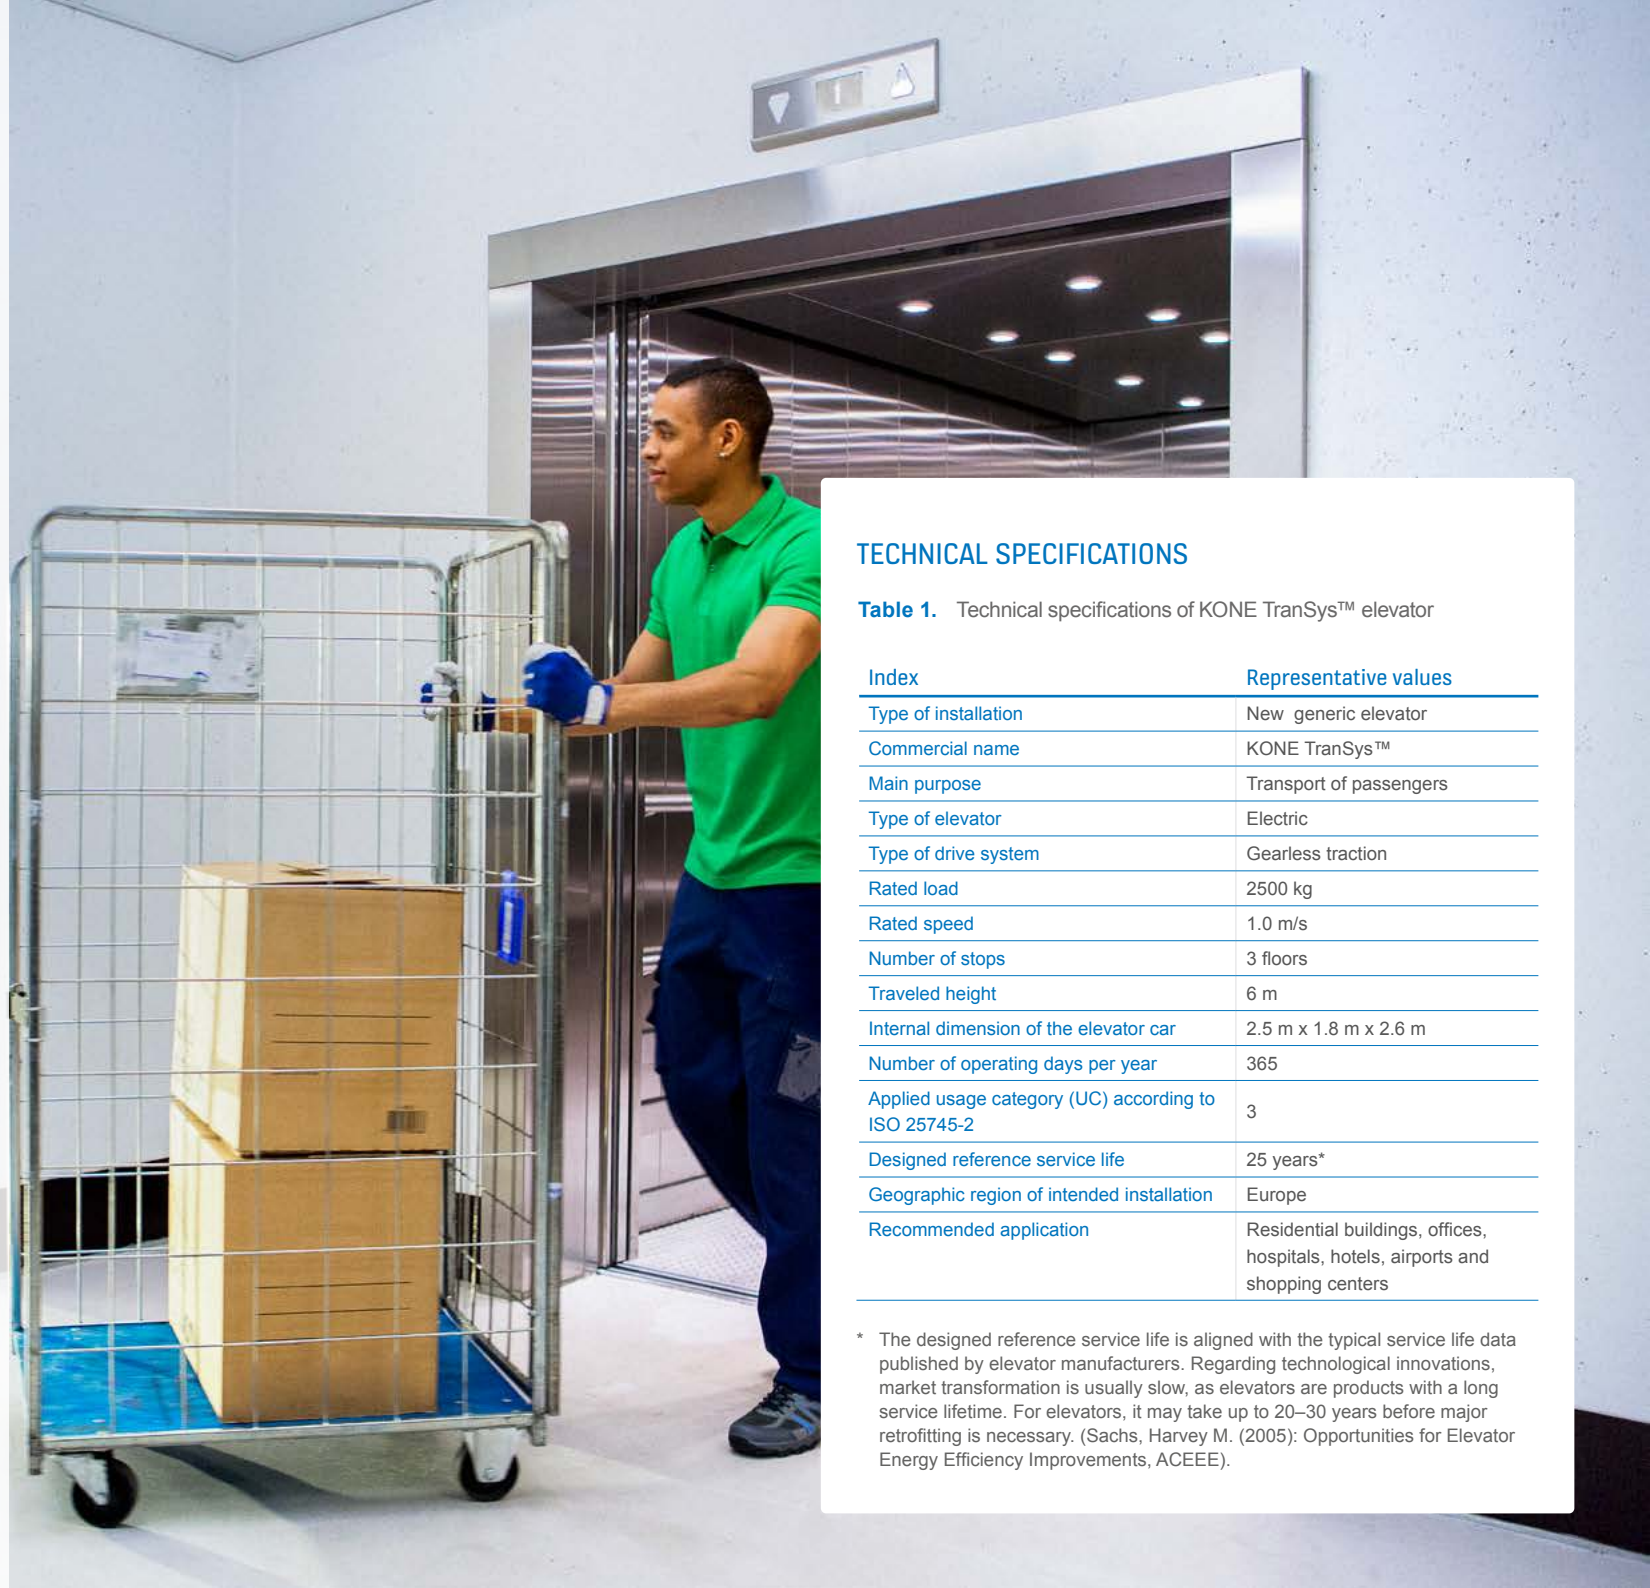 TECHNICAL SPECIFICATIONS
Table 1. Technical specifications of KONE TranSys™ elevator
Index Representative values
Type of installation New generic elevator
Commercial name KONE TranSys™
Main purpose Transport of passengers
Type of elevator Electric
Type of drive system Gearless traction
Rated load 2500 kg
Rated speed 1.0 m/s
Number of stops 3 floors
Traveled height 6 m
Internal dimension of the elevator car 2.5 m x 1.8 m x 2.6 m
Number of operating days per year 365
Applied usage category (UC) according to
ISO 25745-2 3
Designed reference service life 25 years*
Geographic region of intended installation Europe
Recommended application Residential buildings, offices,
hospitals, hotels, airports and
shopping centers
* The designed reference service life is aligned with the typical service life data
published by elevator manufacturers. Regarding technological innovations,
market transformation is usually slow, as elevators are products with a long
service lifetime. For elevators, it may take up to 20–30 years before major
retrofitting is necessary. (Sachs, Harvey M. (2005): Opportunities for Elevator
Energy Efficiency Improvements, ACEEE).